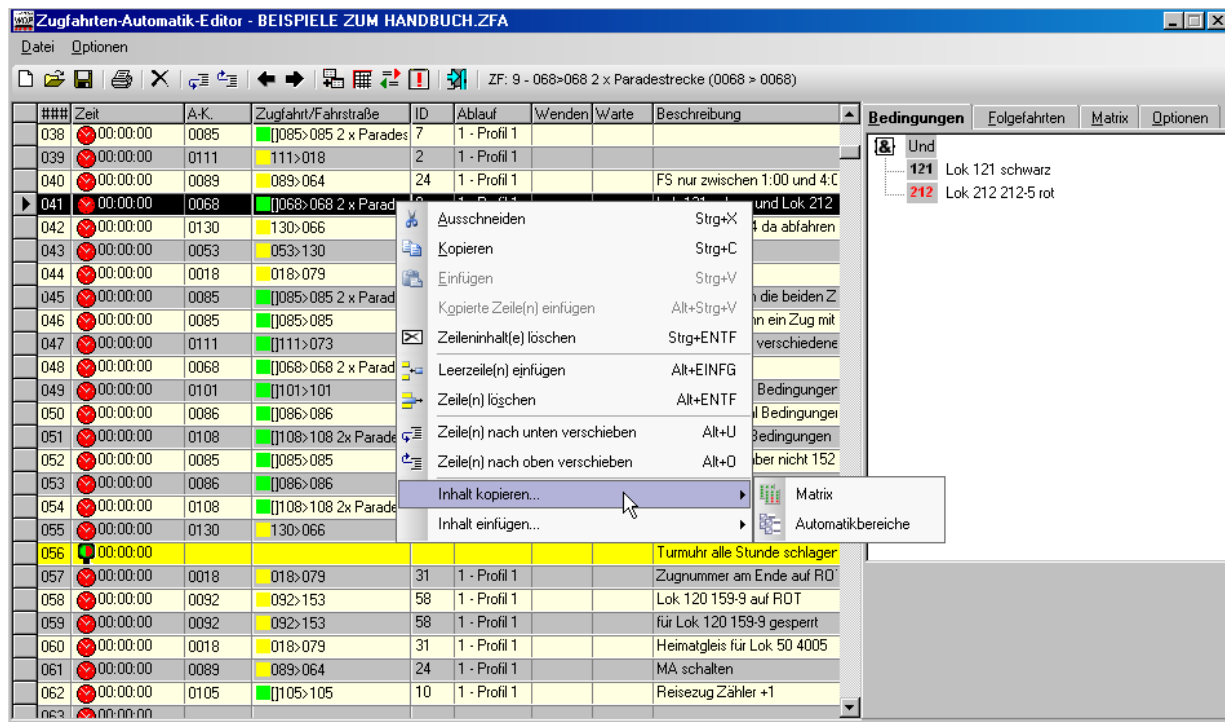 Zugfahrten-Automatik-Editor - BEISPIELE ZUM HANDBUCH.ZFA
Datei Optionen
ZF: 9 - 068>068 2 x Paradestrecke (0068 > 0068)
### Zeit A-K. Zugfahrt/Fahrstraße ID Ablauf Wenden Warte Beschreibung
038 00:00:00 0085 []085>085 2 x Parades 7 1 - Profil 1
039 00:00:00 0111 111>018 2 1 - Profil 1
040 00:00:00 0089 089>064 24 1 - Profil 1 FS nur zwischen 1:00 und 4:0
041 00:00:00 0068 []068>068 2 x Parad und Lok 212
042 00:00:00 0130 130>066 da abfahren
043 00:00:00 0053 053>130
044 00:00:00 0018 018>079
045 00:00:00 0085 []085>085 2 x Parad die beiden Z
046 00:00:00 0085 []085>085 ein Zug mit
047 00:00:00 0111 []111>073 verschiedene
048 00:00:00 0068 []068>068 2 x Parad
049 00:00:00 0101 []101>101 Bedingungen
050 00:00:00 0086 []086>086 Bedingungen
051 00:00:00 0108 []108>108 2x Parade Bedingungen
052 00:00:00 0085 []085>085 nicht 152
053 00:00:00 0086 []086>086
054 00:00:00 0108 []108>108 2x Parade
055 00:00:00 0130 130>066
056 00:00:00 Turmuhr alle Stunde schlagen
057 00:00:00 0018 018>079 31 1 - Profil 1 Zugnummer am Ende auf RO
058 00:00:00 0092 092>153 58 1 - Profil 1 Lok 120 159-9 auf ROT
059 00:00:00 0092 092>153 58 1 - Profil 1 für Lok 120 159-9 gesperrt
060 00:00:00 0018 018>079 31 1 - Profil 1 Heimatgleis für Lok 50 4005
061 00:00:00 0089 089>064 24 1 - Profil 1 MA schalten
062 00:00:00 0105 []105>105 10 1 - Profil 1 Reisezug Zähler +1
063 00:00:00
Ausschneiden Strg+X
Kopieren Strg+C
Einfügen Strg+V
Kopierte Zeile(n) einfügen Alt+Strg+V
Zeileninhalt(e) löschen Strg+ENTF
Leerzeile(n) einfügen Alt+EINFG
Zeile(n) löschen Alt+ENTF
Zeile(n) nach unten verschieben Alt+U
Zeile(n) nach oben verschieben Alt+O
Inhalt kopieren...
Inhalt einfügen...
Matrix
Automatikbereiche
Bedingungen Folgefahrten Matrix Optionen
& Und
121 Lok 121 schwarz
212 Lok 212 212-5 rot